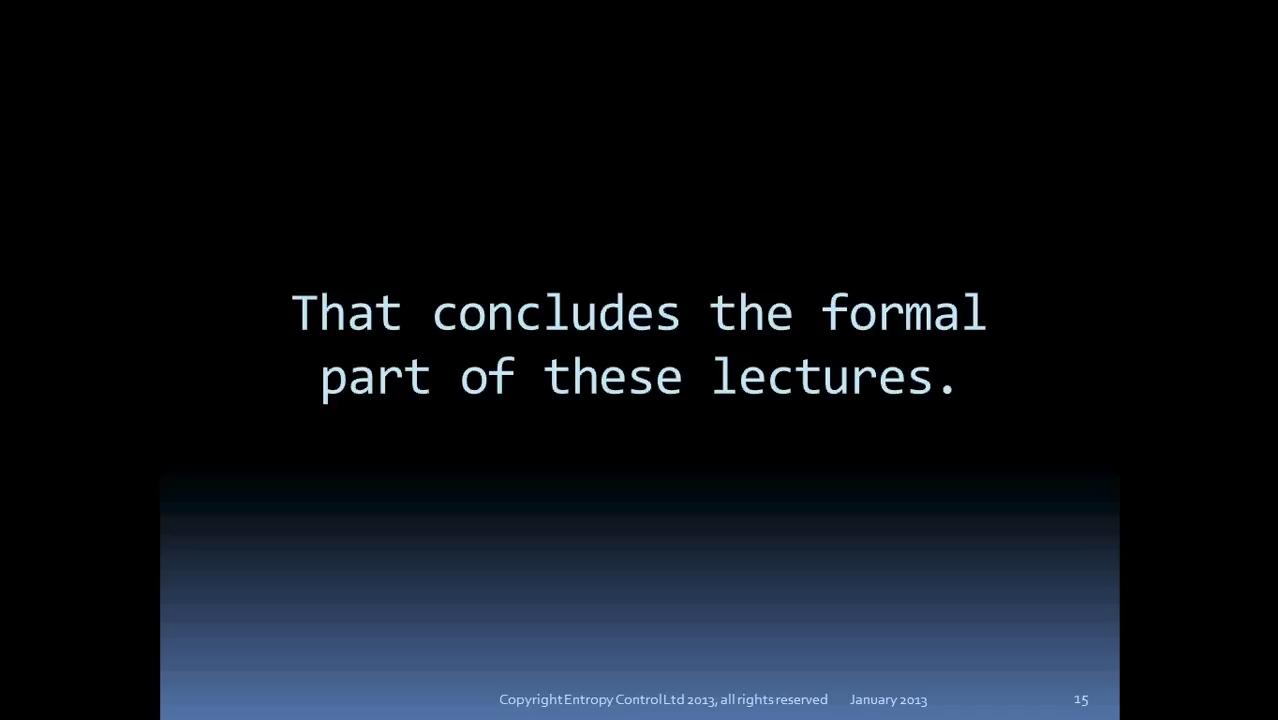 That concludes the formal
part of these lectures.
Copyright Entropy Control Ltd 2013, all rights reserved January 2013 15